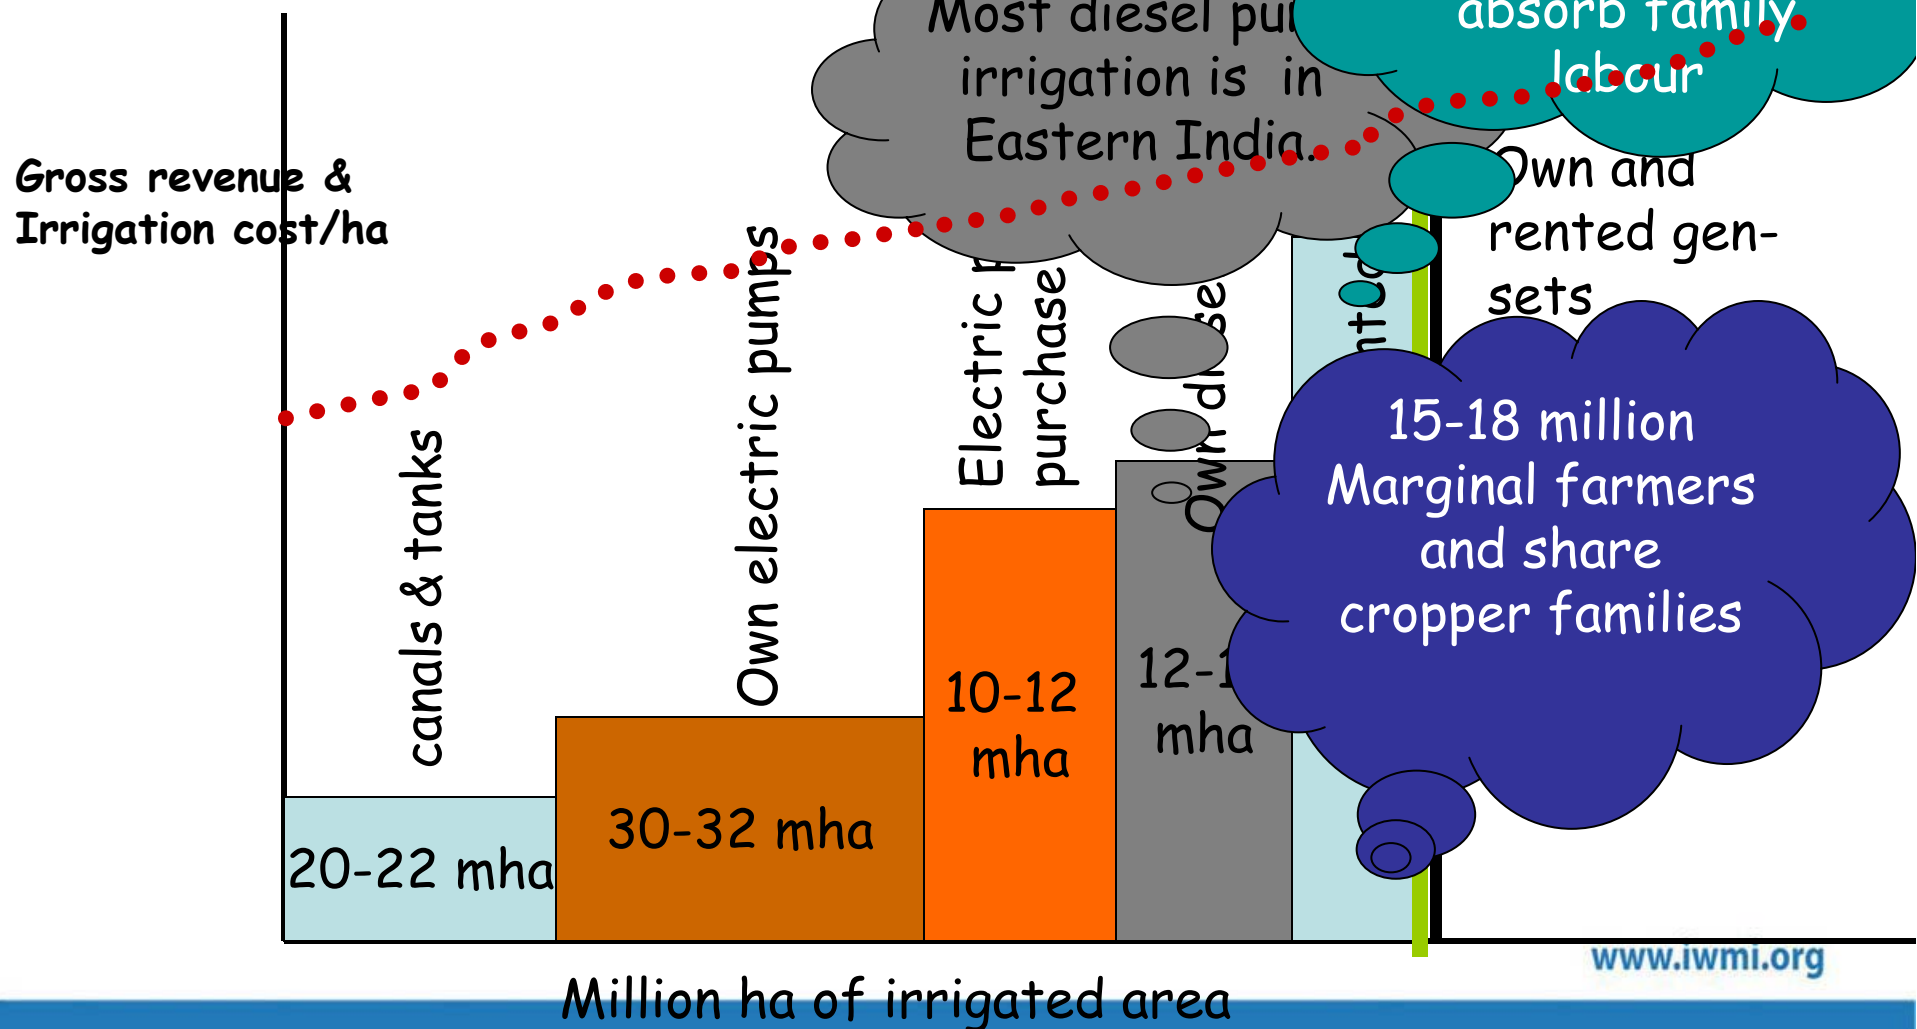 Most diesel
irrigation is in
Eastern India.
absorb family
labour
Gross revenue &
Irrigation cost/ha
Own and
rented gen-
sets
canals & tanks
Own electric pumps
Electric
purchase
Own
15-18 million
Marginal farmers
and share
cropper families
20-22 mha
30-32 mha
10-12
mha
mha
www.iwmi.org
Million ha of irrigated area